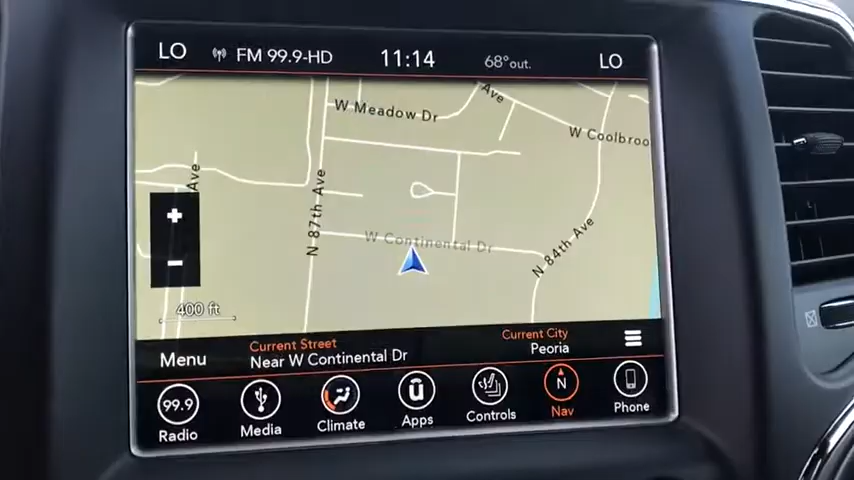 LO
FM 99.9-HD
11:14
68°out.
LO
W Meadow Dr
Ave
W Coolbroo
Ave
N 87th Ave
W Continental Dr
N 84th Ave
+
-
400 ft
Menu
Current Street
Near W Continental Dr
Current City
Peoria
99.9
N
Radio
Media
Climate
Apps
Controls
Nav
Phone